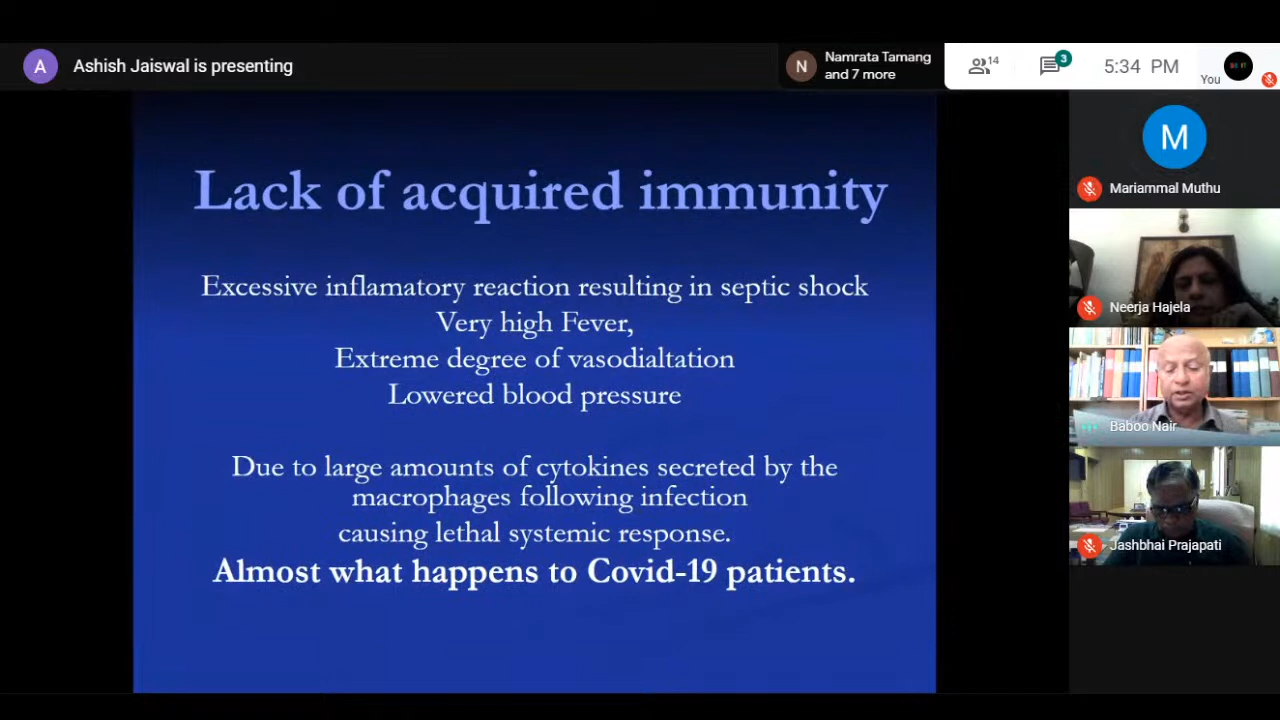 A Ashish Jaiswal is presenting
N Namrata Tamang
and 7 more
14
3
5:34 PM
You
Lack of acquired immunity
Excessive inflamatory reaction resulting in septic shock
Very high Fever,
Extreme degree of vasodialtation
Lowered blood pressure
Due to large amounts of cytokines secreted by the
macrophages following infection
causing lethal systemic response.
Almost what happens to Covid-19 patients.
M
Mariammal Muthu
Neerja Hajela
Baboo Nair
Jashbhai Prajapati